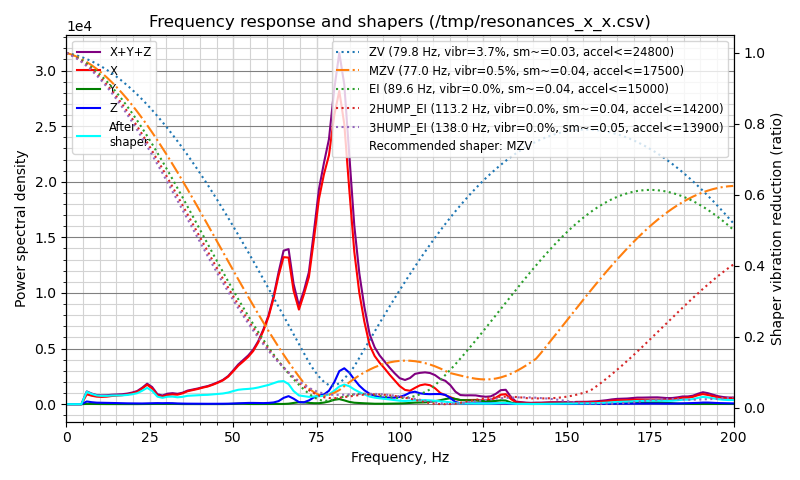 Frequency response and shapers (/tmp/resonances_x_x.csv)
1e4
X+Y+Z
X
Y
Z
After
shaper
ZV (79.8 Hz, vibr=3.7%, sm~=0.03, accel<=24800)
MZV (77.0 Hz, vibr=0.5%, sm~=0.04, accel<=17500)
EI (89.6 Hz, vibr=0.0%, sm~=0.04, accel<=15000)
2HUMP_EI (113.2 Hz, vibr=0.0%, sm~=0.04, accel<=14200)
3HUMP_EI (138.0 Hz, vibr=0.0%, sm~=0.05, accel<=13900)
Recommended shaper: MZV
Power spectral density
3.0
2.5
2.0
1.5
1.0
0.5
0.0
Shaper vibration reduction (ratio)
1.0
0.8
0.6
0.4
0.2
0.0
0 25 50 75 100 125 150 175 200
Frequency, Hz